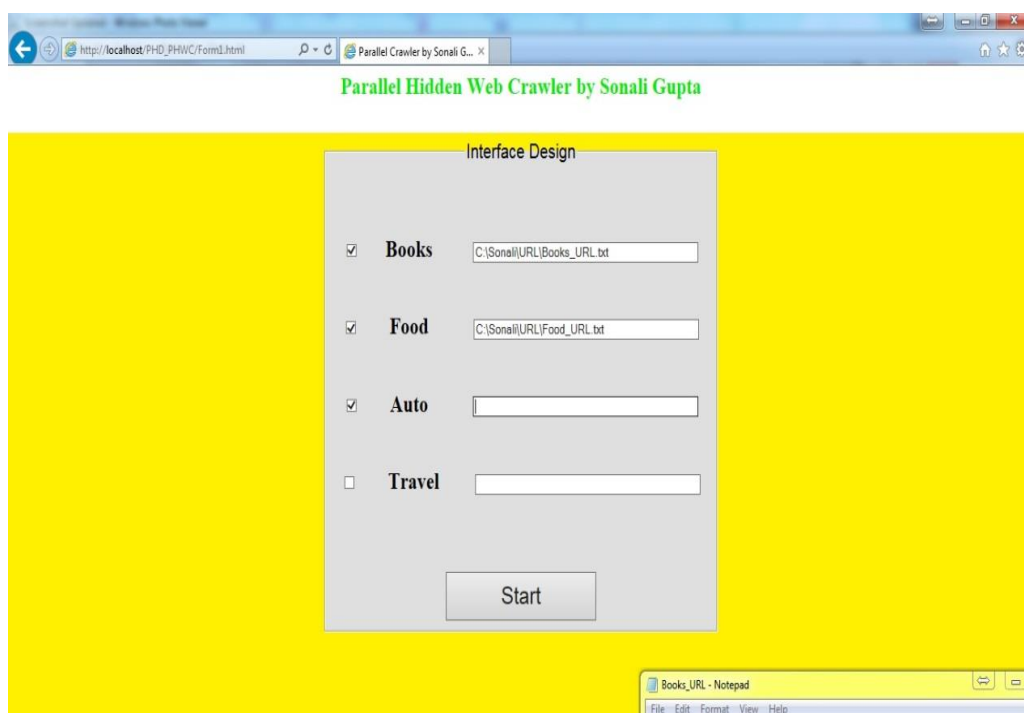 http://localhost/PHD_PHWC/Form1.html
Parallel Crawler by Sonali G...
Parallel Hidden Web Crawler by Sonali Gupta
Interface Design
Books C:\Sonali\URL\Books_URL.txt
Food C:\Sonali\URL\Food_URL.txt
Auto
Travel
Start
Books_URL - Notepad
File Edit Format View Help